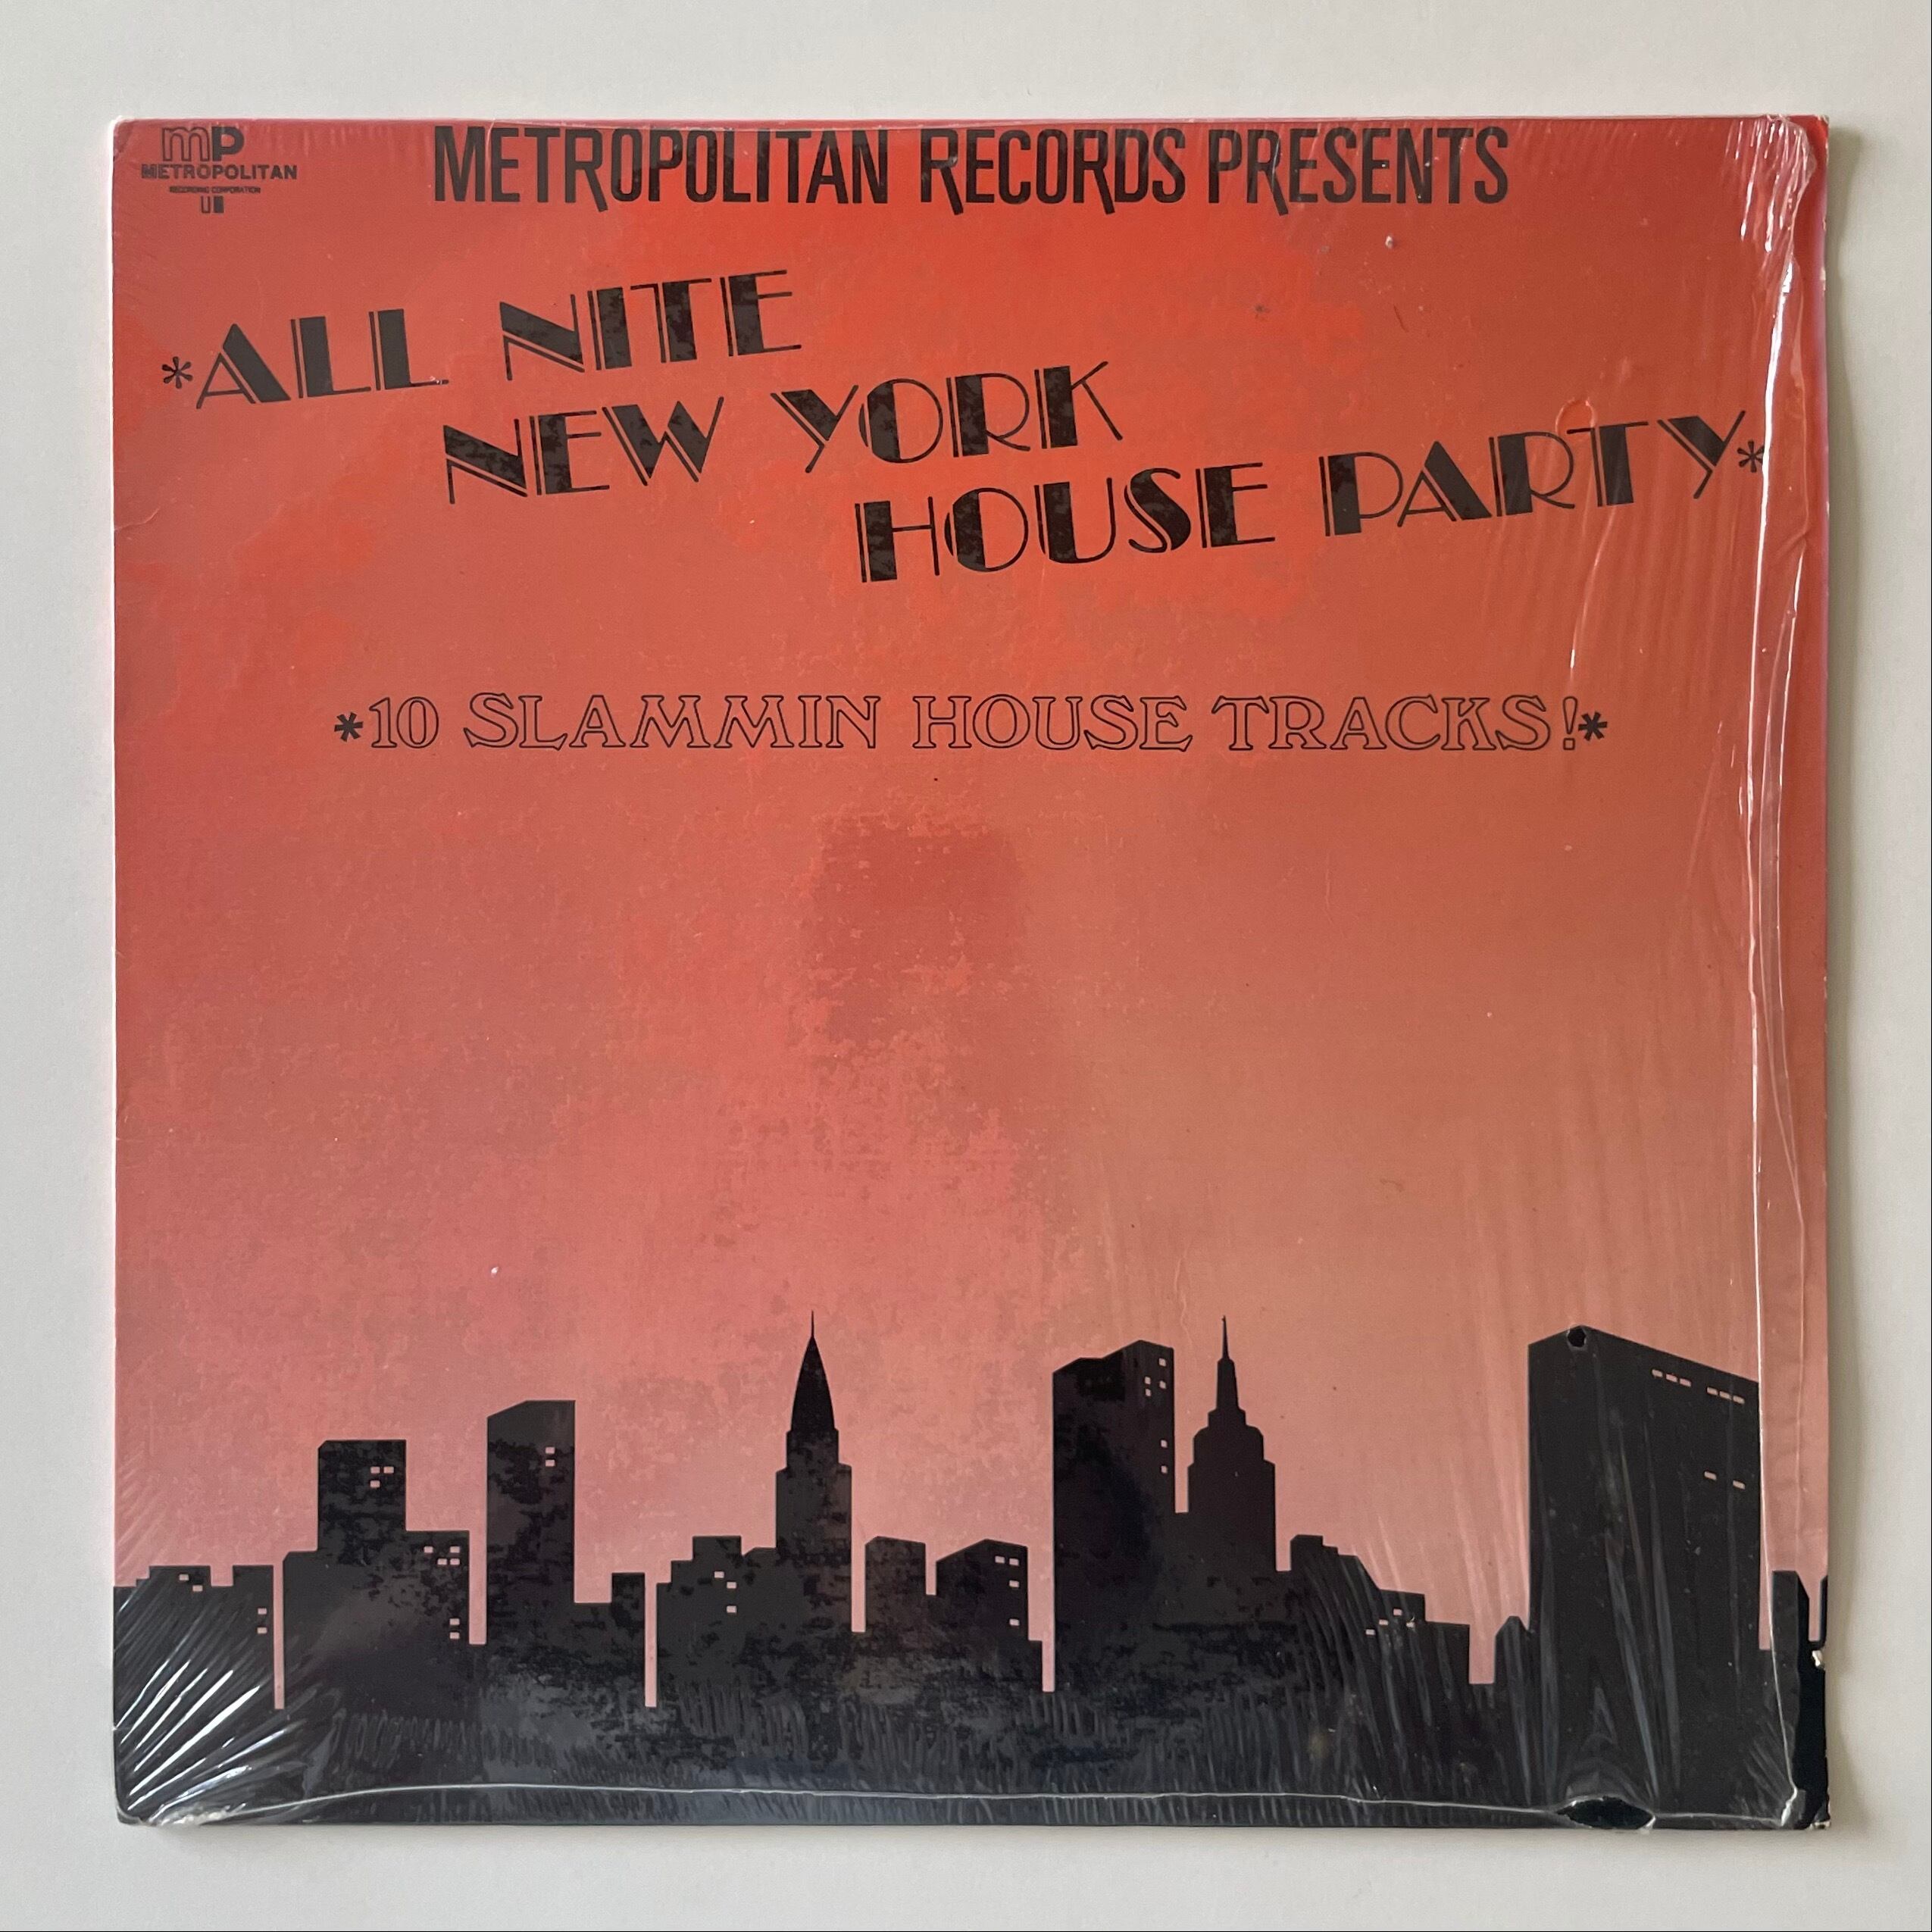 mp
METROPOLITAN
RECORDING CORPORATION
METROPOLITAN RECORDS PRESENTS
*ALL NITE
NEW YORK
HOUSE PARTY*
*10 SLAMMIN HOUSE TRACKS!*